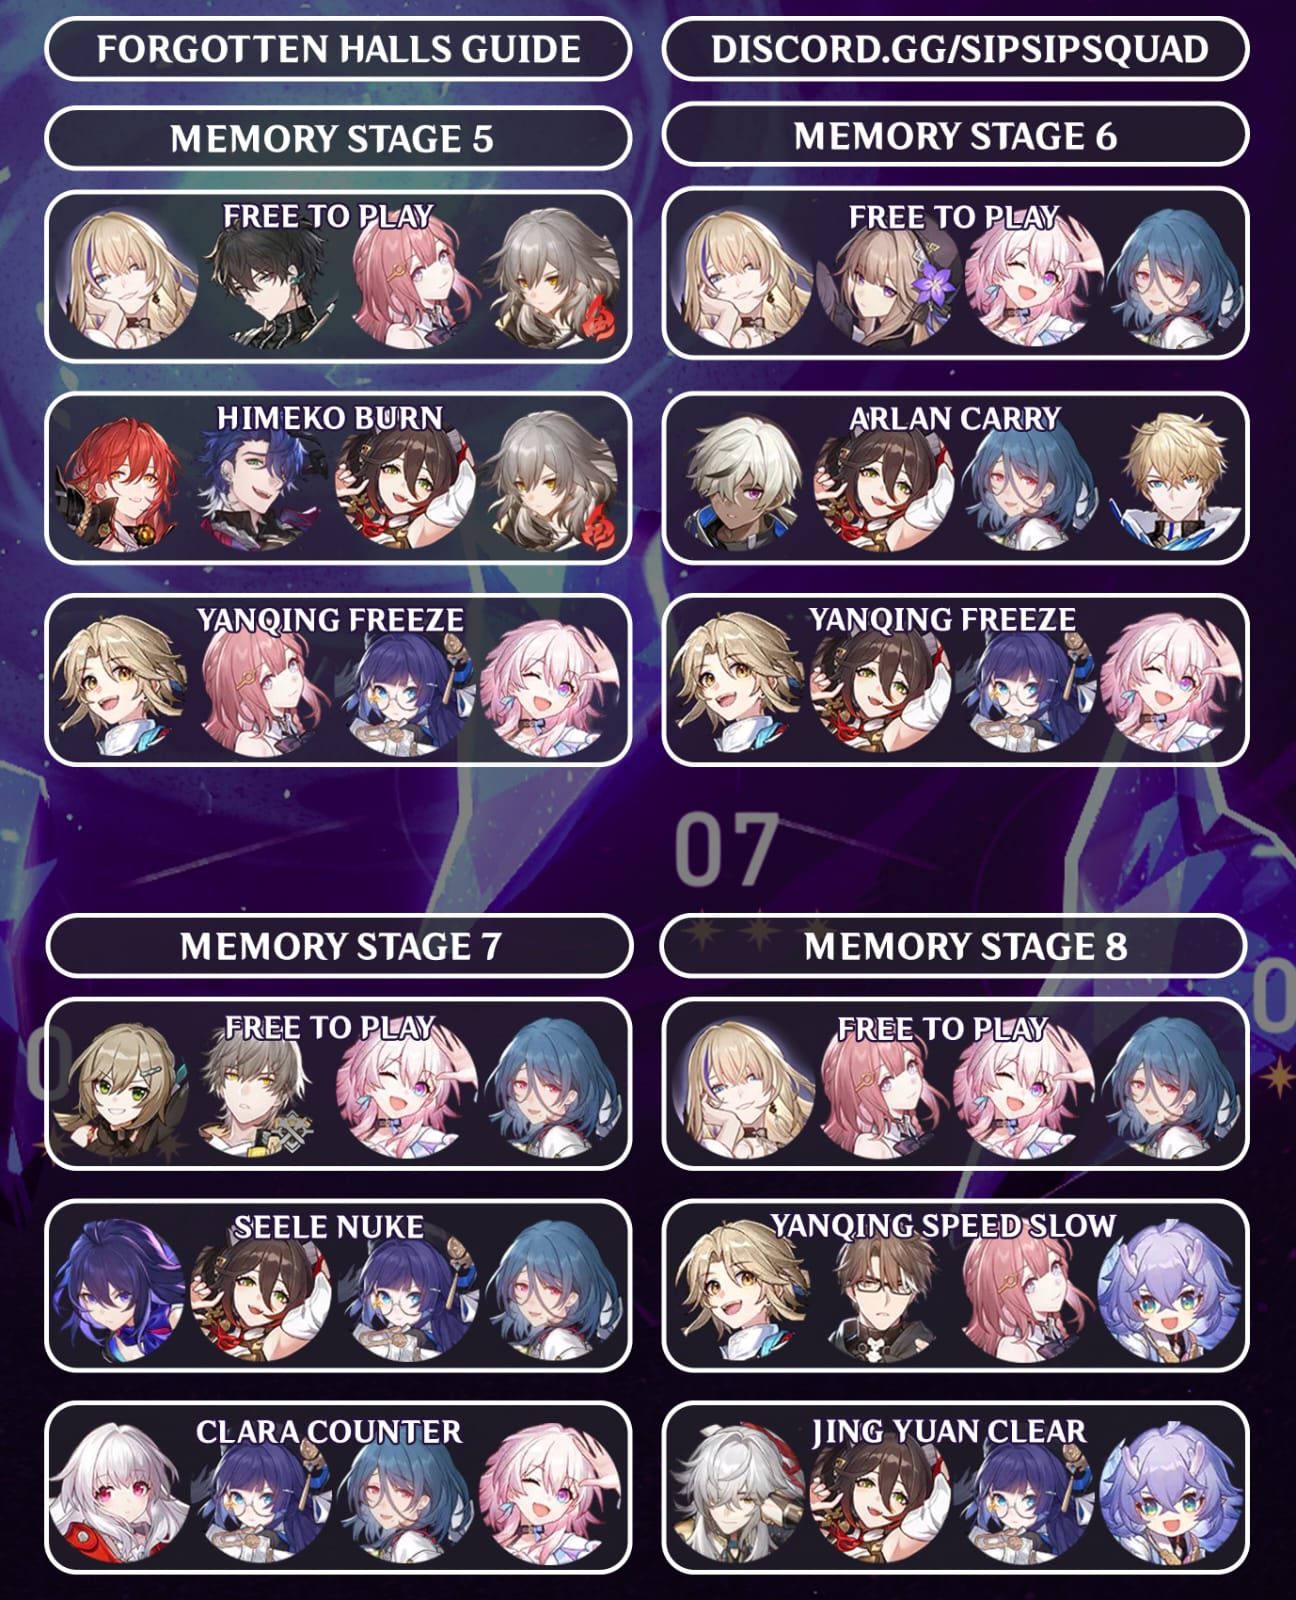 FORGOTTEN HALLS GUIDE
DISCORD.GG/SIPSIPSQUAD
MEMORY STAGE 5
FREE TO PLAY
HIMEKO BURN
YANQING FREEZE
MEMORY STAGE 6
FREE TO PLAY
ARLAN CARRY
YANQING FREEZE
07
MEMORY STAGE 7
FREE TO PLAY
SEELE NUKE
CLARA COUNTER
MEMORY STAGE 8
FREE TO PLAY
YANQING SPEED SLOW
JING YUAN CLEAR
0
0